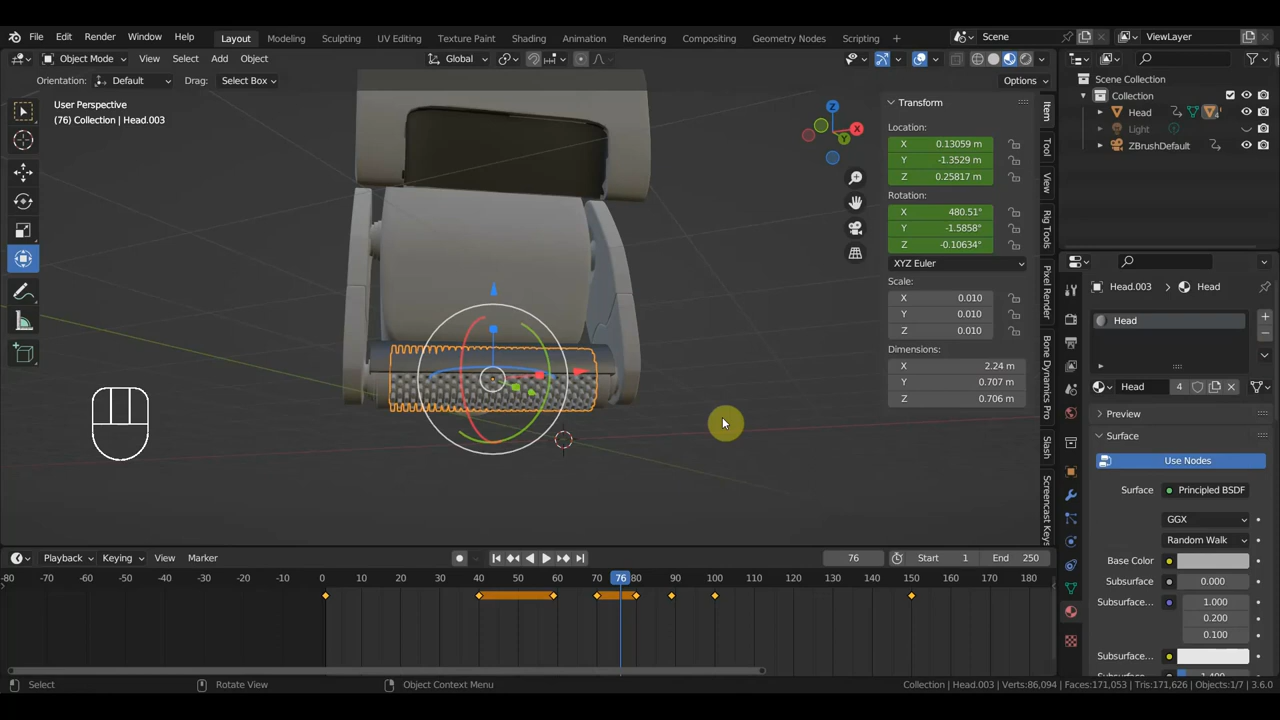 File Edit Render Window Help Layout Modeling Sculpting UV Editing Texture Paint Shading Animation Rendering Compositing Geometry Nodes Scripting Scene ViewLayer
Object Mode View Select Add Object Global
Orientation: Default Drag: Select Box Options
User Perspective
(76) Collection | Head.003
Scene Collection
Collection
Head
Light
ZBrushDefault
Transform
Location:
X 0.13059 m
Y -1.3529 m
Z 0.25817 m
Rotation:
X 480.51°
Y -1.5858°
Z -0.10634°
XYZ Euler
Scale:
X 0.010
Y 0.010
Z 0.010
Dimensions:
X 2.24 m
Y 0.707 m
Z 0.706 m
Item
Tool
View
Rig Tools
Pixel Render
Bone Dynamics Pro
Slash
Screencast Keys
Z
X
Y
Head.003 Head
Head
Head 4
Preview
Surface
Use Nodes
Surface Principled BSDF
GGX
Random Walk
Base Color
Subsurface 0.000
Subsurface... 1.000
0.200
0.100
Subsurface...
Subsurface... 1.400
Playback Keying View Marker 76 Start 1 End 250
-80 -70 -60 -50 -40 -30 -20 -10 0 10 20 30 40 50 60 70 76 80 90 100 110 120 130 140 150 160 170 180
Select Rotate View Object Context Menu Collection | Head.003 | Verts:86,094 | Faces:171,053 | Tris:171,626 | Objects:1/7 | 3.6.0